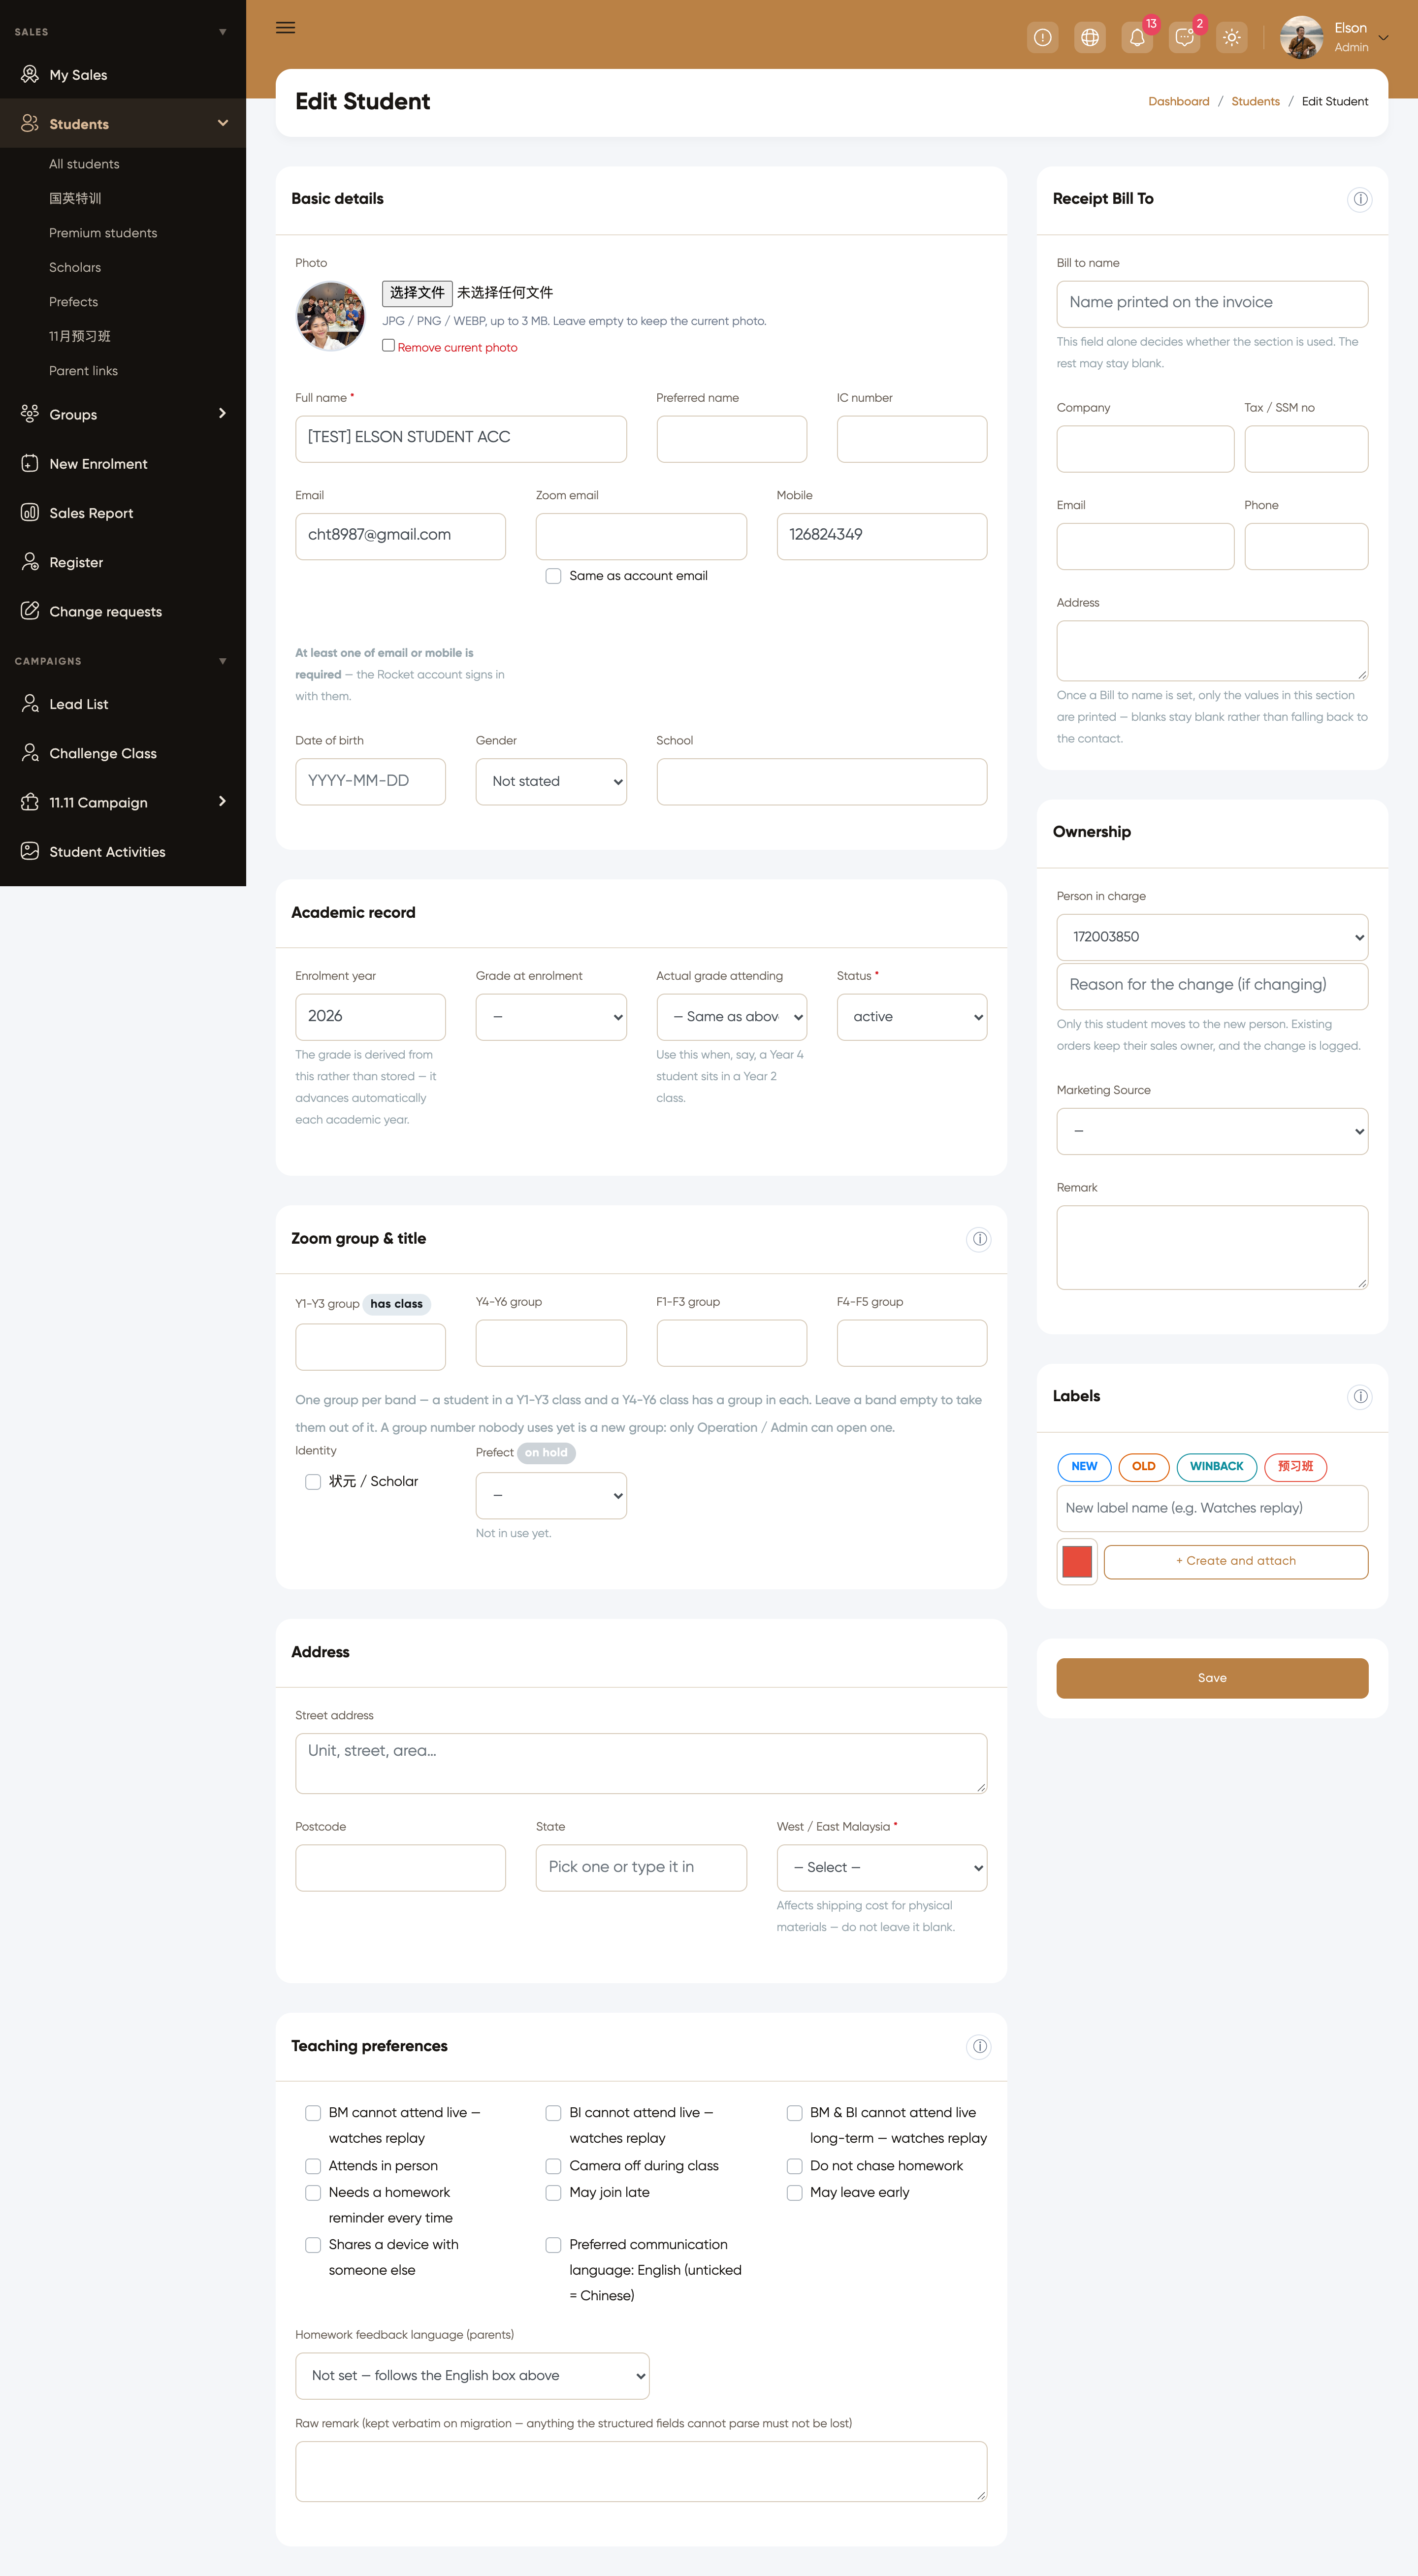 SALES
My Sales
Students
All students
国英特训
Premium students
Scholars
Prefects
11月预习班
Parent links
Groups
New Enrolment
Sales Report
Register
Change requests
CAMPAIGNS
Lead List
Challenge Class
11.11 Campaign
Student Activities
13
2
Elson
Admin
Edit Student
Dashboard / Students / Edit Student
Basic details
Photo
选择文件 未选择任何文件
JPG / PNG / WEBP, up to 3 MB. Leave empty to keep the current photo.
Remove current photo
Full name *
Preferred name
IC number
[TEST] ELSON STUDENT ACC
Email
Zoom email
Mobile
cht8987@gmail.com
126824349
Same as account email
At least one of email or mobile is
required — the Rocket account signs in
with them.
Date of birth
Gender
School
YYYY-MM-DD
Not stated
Academic record
Enrolment year
Grade at enrolment
Actual grade attending
Status *
2026
—
— Same as abov
active
The grade is derived from
this rather than stored — it
advances automatically
each academic year.
Use this when, say, a Year 4
student sits in a Year 2
class.
Zoom group & title
Y1-Y3 group has class
Y4-Y6 group
F1-F3 group
F4-F5 group
One group per band — a student in a Y1-Y3 class and a Y4-Y6 class has a group in each. Leave a band empty to take
them out of it. A group number nobody uses yet is a new group: only Operation / Admin can open one.
Identity
Prefect on hold
状元 / Scholar
—
Not in use yet.
Address
Street address
Unit, street, area...
Postcode
State
West / East Malaysia *
Pick one or type it in
— Select —
Affects shipping cost for physical
materials — do not leave it blank.
Teaching preferences
BM cannot attend live —
watches replay
BI cannot attend live —
watches replay
BM & BI cannot attend live
long-term — watches replay
Attends in person
Camera off during class
Do not chase homework
Needs a homework
reminder every time
May join late
May leave early
Shares a device with
someone else
Preferred communication
language: English (unticked
= Chinese)
Homework feedback language (parents)
Not set — follows the English box above
Raw remark (kept verbatim on migration — anything the structured fields cannot parse must not be lost)
Receipt Bill To
Bill to name
Name printed on the invoice
This field alone decides whether the section is used. The
rest may stay blank.
Company
Tax / SSM no
Email
Phone
Address
Once a Bill to name is set, only the values in this section
are printed — blanks stay blank rather than falling back to
the contact.
Ownership
Person in charge
172003850
Reason for the change (if changing)
Only this student moves to the new person. Existing
orders keep their sales owner, and the change is logged.
Marketing Source
—
Remark
Labels
NEW
OLD
WINBACK
预习班
New label name (e.g. Watches replay)
+ Create and attach
Save